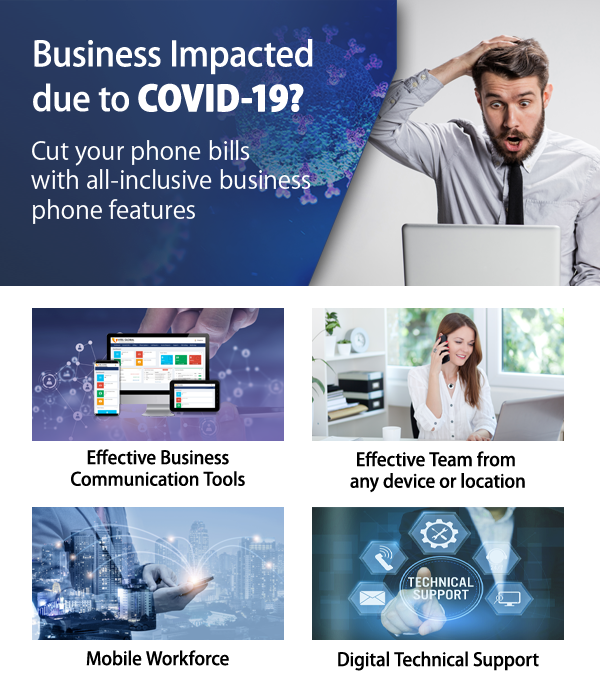 Business Impacted
due to COVID-19?
Cut your phone bills
with all-inclusive business
phone features
Effective Business
Communication Tools
Effective Team from
any device or location
TECHNICAL
SUPPORT
Mobile Workforce
Digital Technical Support